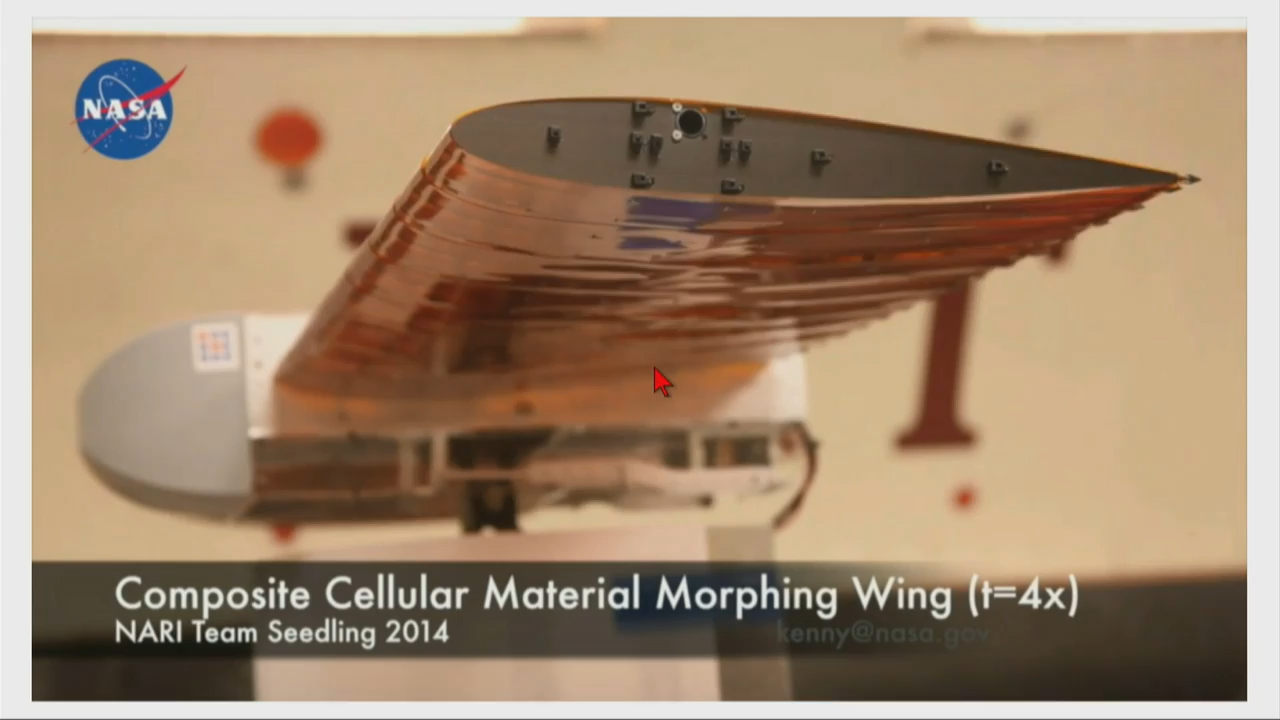 NASA
Composite Cellular Material Morphing Wing (t=4x)
NARI Team Seedling 2014
kenny@nasa.gov